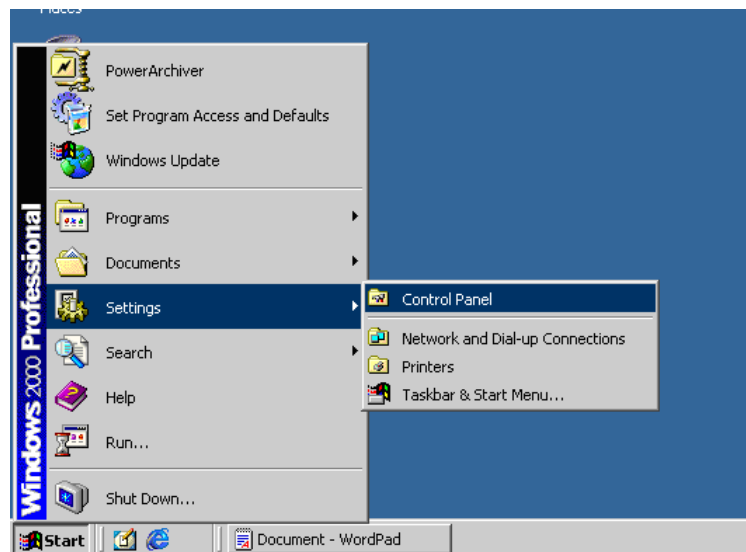 Places
PowerArchiver
Set Program Access and Defaults
Windows Update
Programs
Documents
Settings
Search
Help
Run...
Shut Down...
Windows 2000 Professional
Control Panel
Network and Dial-up Connections
Printers
Taskbar & Start Menu...
Start
Document - WordPad